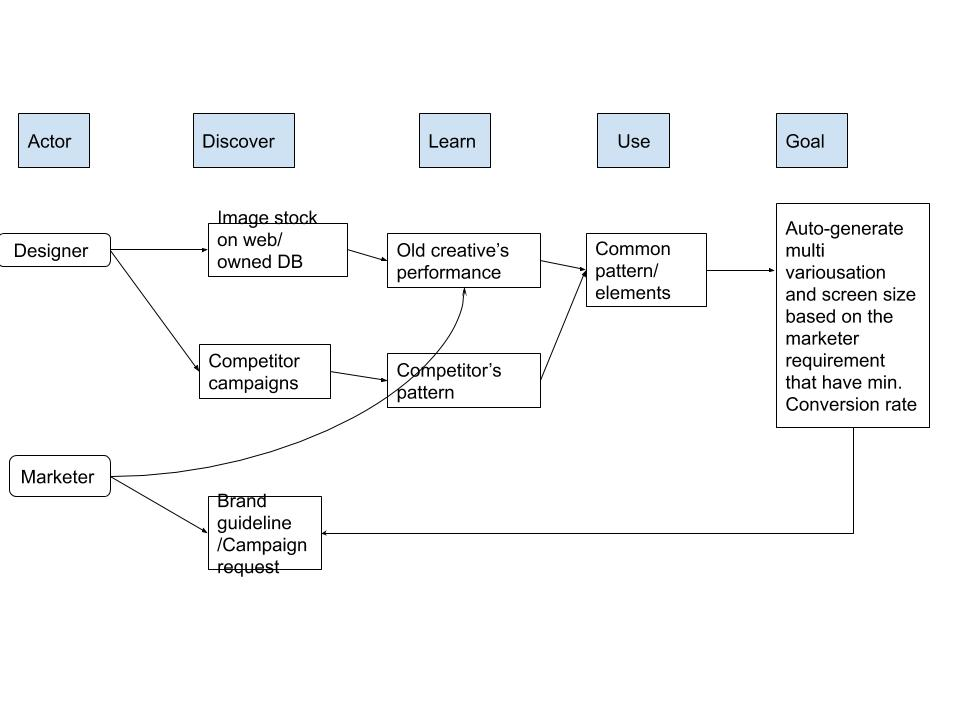 Actor
Discover
Learn
Use
Goal
Designer
Image stock
on web/
owned DB
Old creative's
performance
Common
pattern/
elements
Auto-generate
multi
variousation
and screen size
based on the
marketer
requirement
that have min.
Conversion rate
Competitor
campaigns
Competitor's
pattern
Marketer
Brand
guideline
/Campaign
request